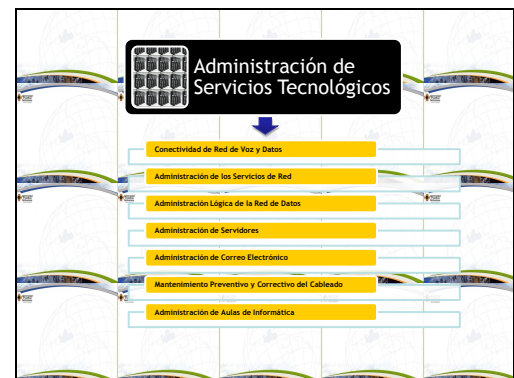 Administración de
Servicios Tecnológicos
Conectividad de Red de Voz y Datos
Administración de los Servicios de Red
Administración Lógica de la Red de Datos
Administración de Servidores
Administración de Correo Electrónico
Mantenimiento Preventivo y Correctivo del Cableado
Administración de Aulas de Informática